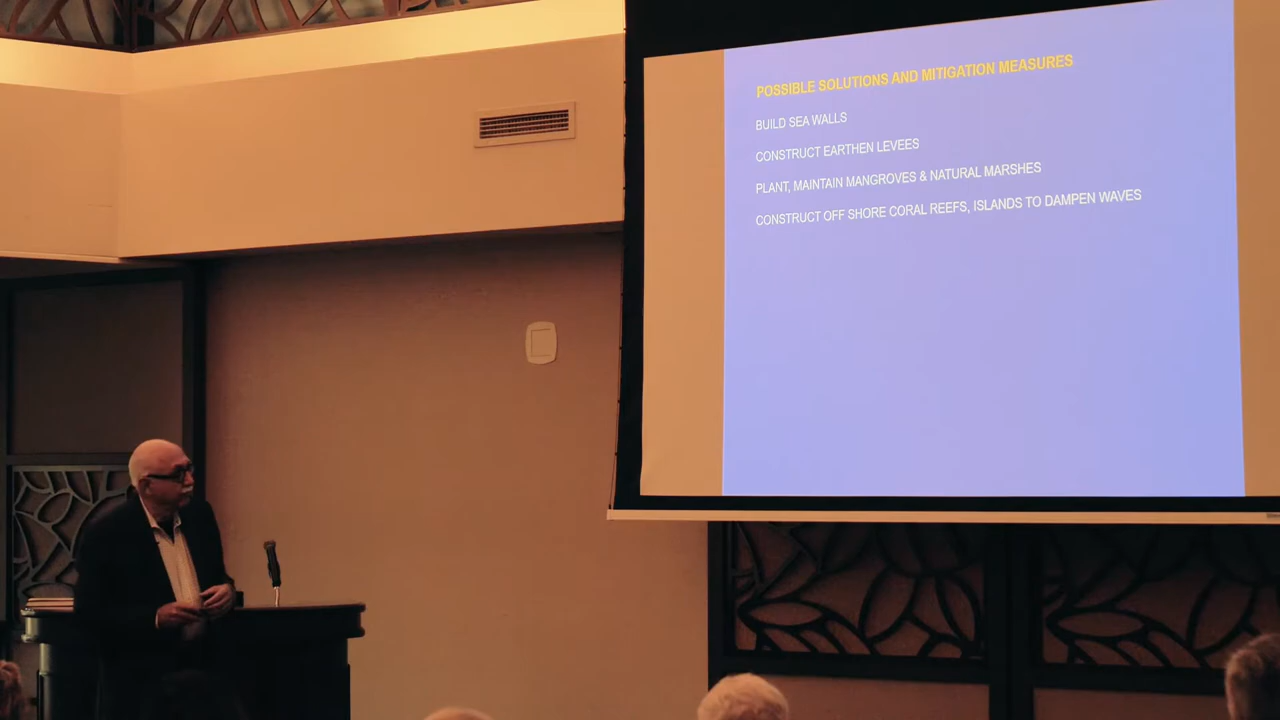 POSSIBLE SOLUTIONS AND MITIGATION MEASURES
BUILD SEA WALLS
CONSTRUCT EARTHEN LEVEES
PLANT, MAINTAIN MANGROVES & NATURAL MARSHES
CONSTRUCT OFF SHORE CORAL REEFS, ISLANDS TO DAMPEN WAVES